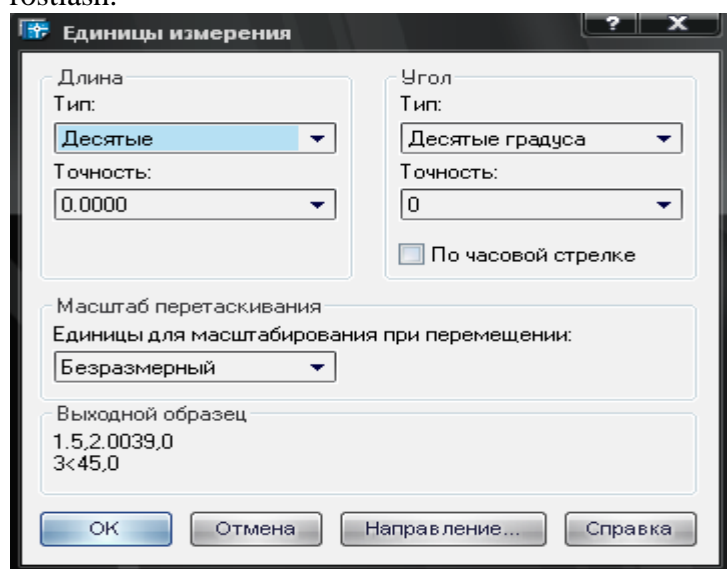 Единицы измерения
Длина
Тип:
Десятые
Точность:
0.0000
Угол
Тип:
Десятые градуса
Точность:
0
По часовой стрелке
Масштаб перетаскивания
Единицы для масштабирования при перемещении:
Безразмерный
Выходной образец
1.5,2.0039,0
3<45,0
OK Отмена Направление... Справка